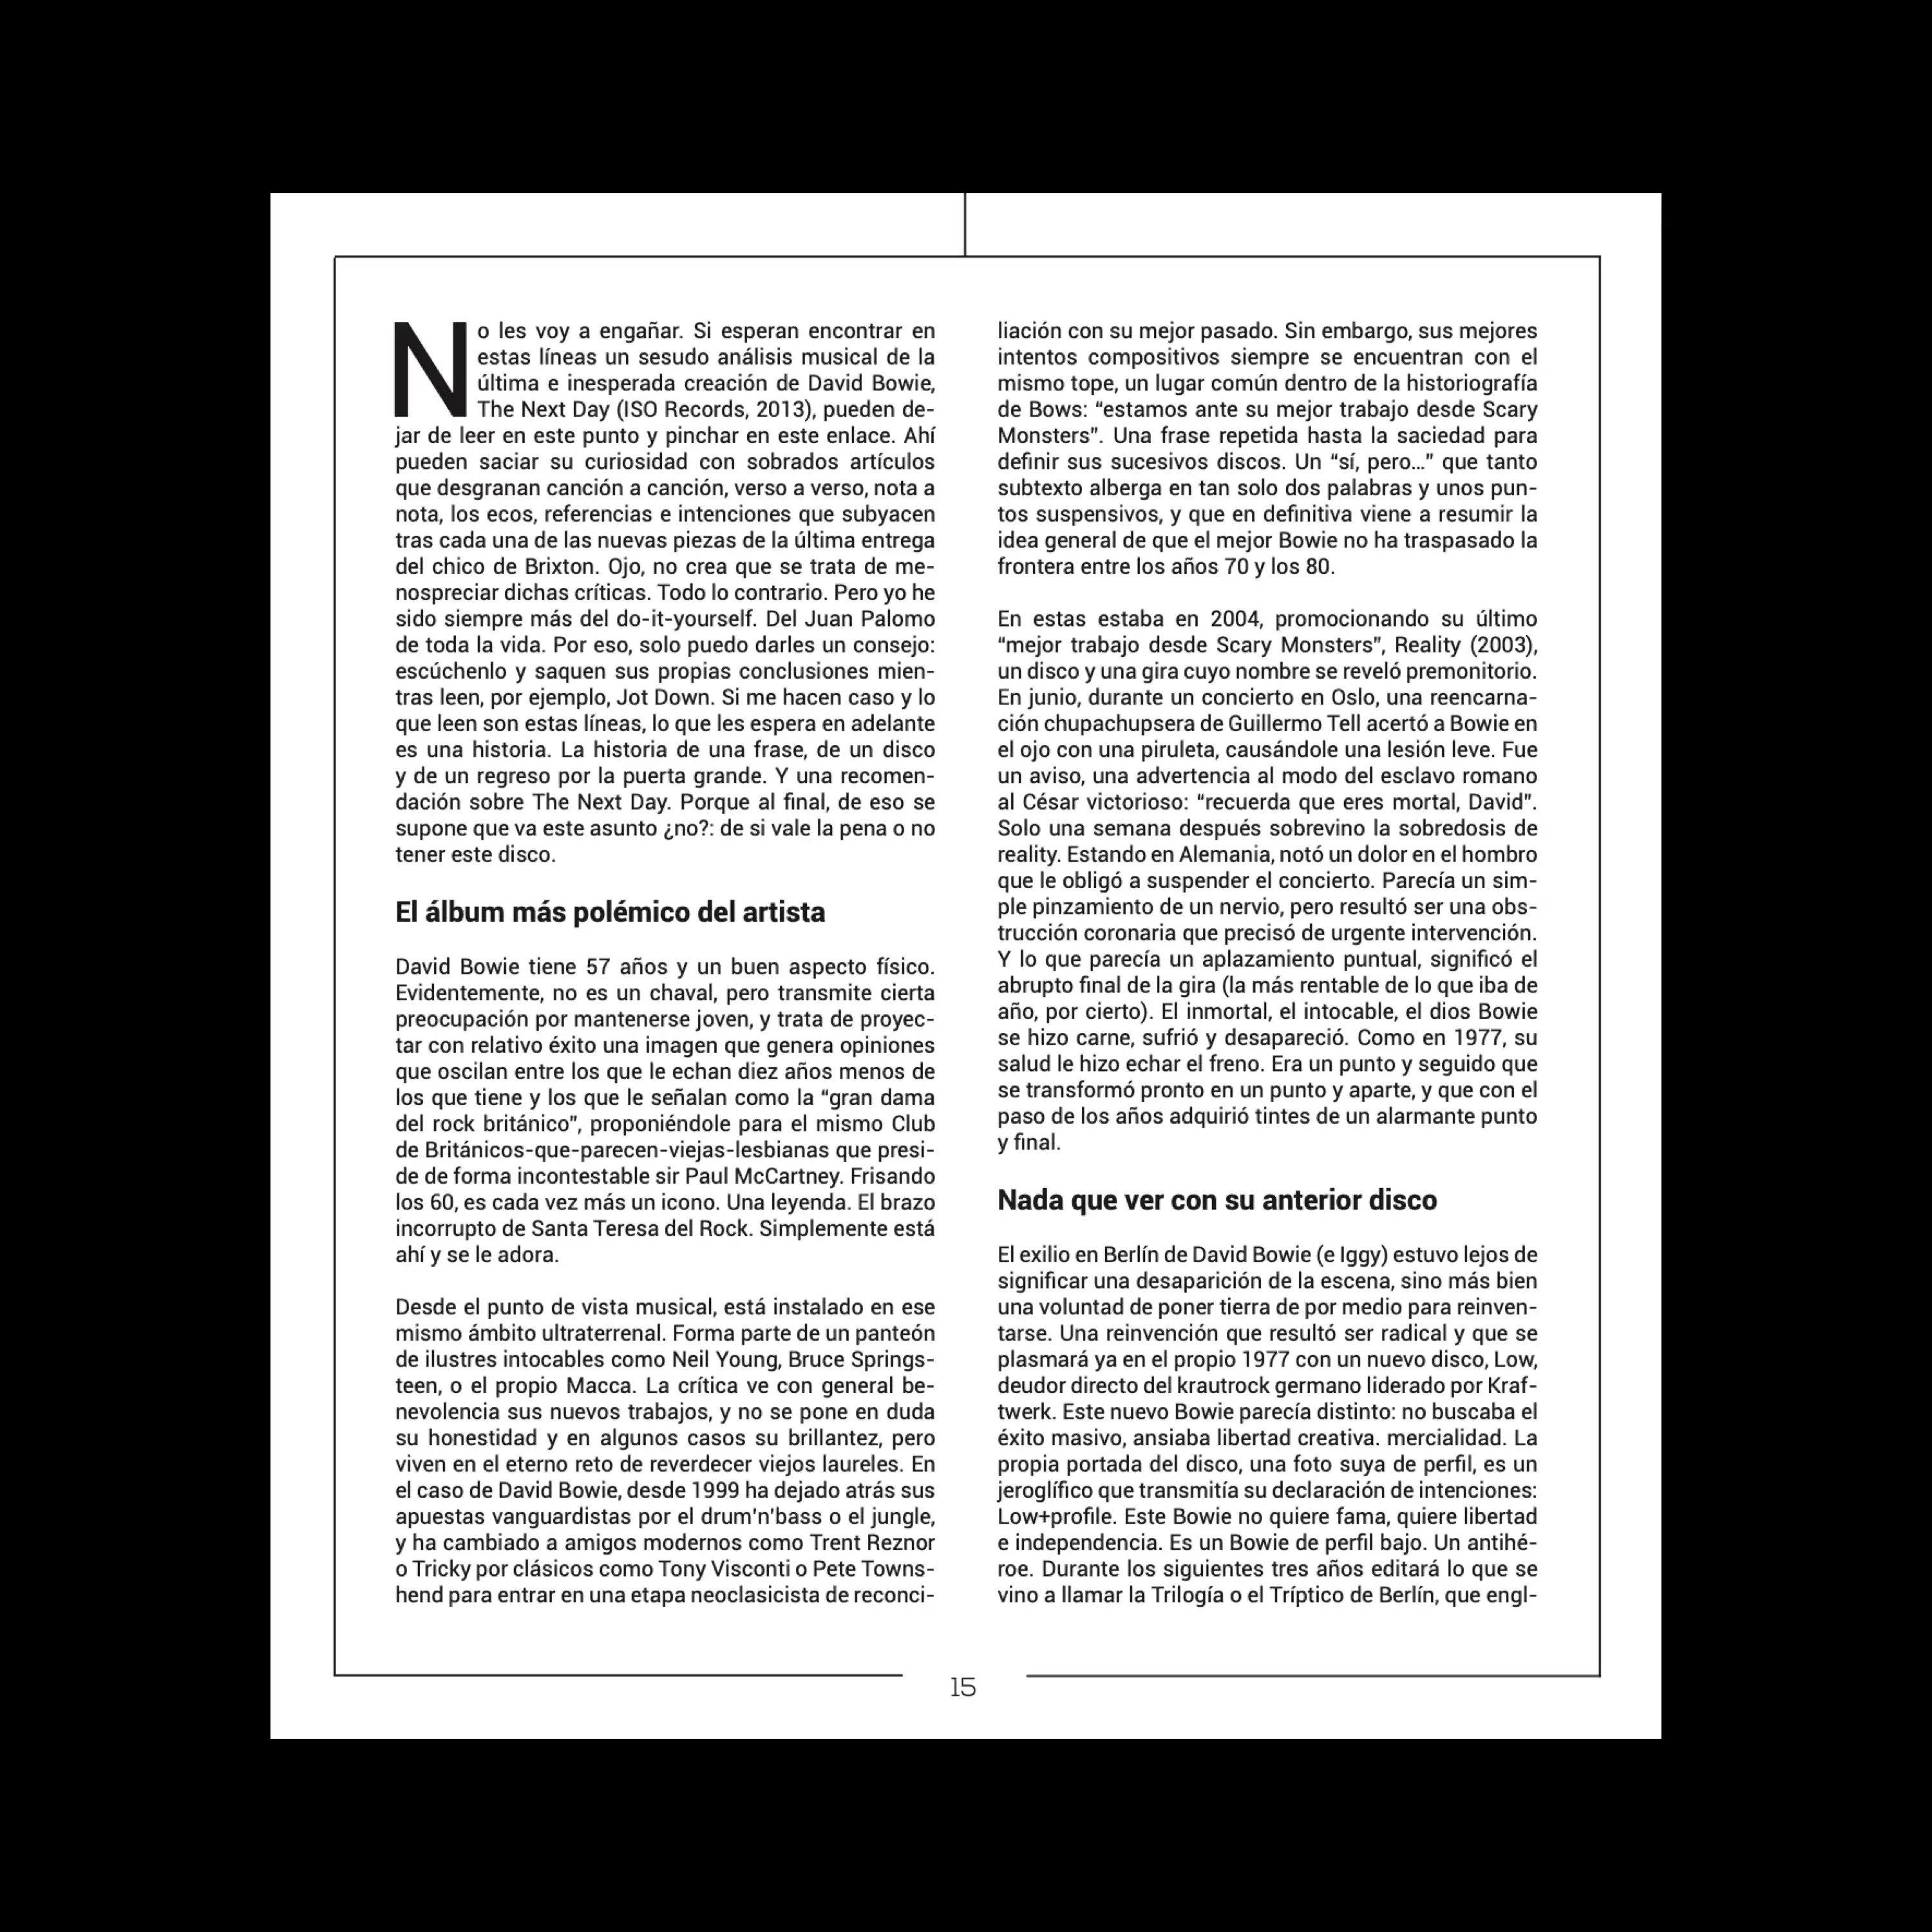 No les voy a engañar. Si esperan encontrar en
estas líneas un sesudo análisis musical de la
última e inesperada creación de David Bowie,
The Next Day (ISO Records, 2013), pueden de-
jar de leer en este punto y pinchar en este enlace. Ahí
pueden saciar su curiosidad con sobrados artículos
que desgranan canción a canción, verso a verso, nota a
nota, los ecos, referencias e intenciones que subyacen
tras cada una de las nuevas piezas de la última entrega
del chico de Brixton. Ojo, no crea que se trata de me-
nospreciar dichas críticas. Todo lo contrario. Pero yo he
sido siempre más del do-it-yourself. Del Juan Palomo
de toda la vida. Por eso, solo puedo darles un consejo:
escúchenlo y saquen sus propias conclusiones mien-
tras leen, por ejemplo, Jot Down. Si me hacen caso y lo
que leen son estas líneas, lo que les espera en adelante
es una historia. La historia de una frase, de un disco
y de un regreso por la puerta grande. Y una recomen-
dación sobre The Next Day. Porque al final, de eso se
supone que va este asunto ¿no?: de si vale la pena o no
tener este disco.
El álbum más polémico del artista
David Bowie tiene 57 años y un buen aspecto físico.
Evidentemente, no es un chaval, pero transmite cierta
preocupación por mantenerse joven, y trata de proyec-
tar con relativo éxito una imagen que genera opiniones
que oscilan entre los que le echan diez años menos de
los que tiene y los que le señalan como la “gran dama
del rock británico”, proponiéndole para el mismo Club
de Británicos-que-parecen-viejas-lesbianas que presi-
de de forma incontestable sir Paul McCartney. Frisando
los 60, es cada vez más un icono. Una leyenda. El brazo
incorrupto de Santa Teresa del Rock. Simplemente está
ahí y se le adora.
Desde el punto de vista musical, está instalado en ese
mismo ámbito ultraterrenal. Forma parte de un panteón
de ilustres intocables como Neil Young, Bruce Springs-
teen, o el propio Macca. La crítica ve con general be-
nevolencia sus nuevos trabajos, y no se pone en duda
su honestidad y en algunos casos su brillantez, pero
viven en el eterno reto de reverdecer viejos laureles. En
el caso de David Bowie, desde 1999 ha dejado atrás sus
apuestas vanguardistas por el drum'n'bass o el jungle,
y ha cambiado a amigos modernos como Trent Reznor
o Tricky por clásicos como Tony Visconti o Pete Towns-
hend para entrar en una etapa neoclasicista de reconci-
liación con su mejor pasado. Sin embargo, sus mejores
intentos compositivos siempre se encuentran con el
mismo tope, un lugar común dentro de la historiografía
de Bows: “estamos ante su mejor trabajo desde Scary
Monsters”. Una frase repetida hasta la saciedad para
definir sus sucesivos discos. Un “sí, pero…” que tanto
subtexto alberga en tan solo dos palabras y unos pun-
tos suspensivos, y que en definitiva viene a resumir la
idea general de que el mejor Bowie no ha traspasado la
frontera entre los años 70 y los 80.
En estas estaba en 2004, promocionando su último
“mejor trabajo desde Scary Monsters”, Reality (2003),
un disco y una gira cuyo nombre se reveló premonitorio.
En junio, durante un concierto en Oslo, una reencarna-
ción chupachupsera de Guillermo Tell acertó a Bowie en
el ojo con una piruleta, causándole una lesión leve. Fue
un aviso, una advertencia al modo del esclavo romano
al César victorioso: “recuerda que eres mortal, David”.
Solo una semana después sobrevino la sobredosis de
reality. Estando en Alemania, notó un dolor en el hombro
que le obligó a suspender el concierto. Parecía un sim-
ple pinzamiento de un nervio, pero resultó ser una obs-
trucción coronaria que precisó de urgente intervención.
Y lo que parecía un aplazamiento puntual, significó el
abrupto final de la gira (la más rentable de lo que iba de
año, por cierto). El inmortal, el intocable, el dios Bowie
se hizo carne, sufrió y desapareció. Como en 1977, su
salud le hizo echar el freno. Era un punto y seguido que
se transformó pronto en un punto y aparte, y que con el
paso de los años adquirió tintes de un alarmante punto
y final.
Nada que ver con su anterior disco
El exilio en Berlín de David Bowie (e Iggy) estuvo lejos de
significar una desaparición de la escena, sino más bien
una voluntad de poner tierra de por medio para reinven-
tarse. Una reinvención que resultó ser radical y que se
plasmará ya en el propio 1977 con un nuevo disco, Low,
deudor directo del krautrock germano liderado por Kraf-
twerk. Este nuevo Bowie parecía distinto: no buscaba el
éxito masivo, ansiaba libertad creativa. mercialidad. La
propia portada del disco, una foto suya de perfil, es un
jeroglífico que transmitía su declaración de intenciones:
Low+profile. Este Bowie no quiere fama, quiere libertad
e independencia. Es un Bowie de perfil bajo. Un antihé-
roe. Durante los siguientes tres años editará lo que se
vino a llamar la Trilogía o el Tríptico de Berlín, que engl-
15